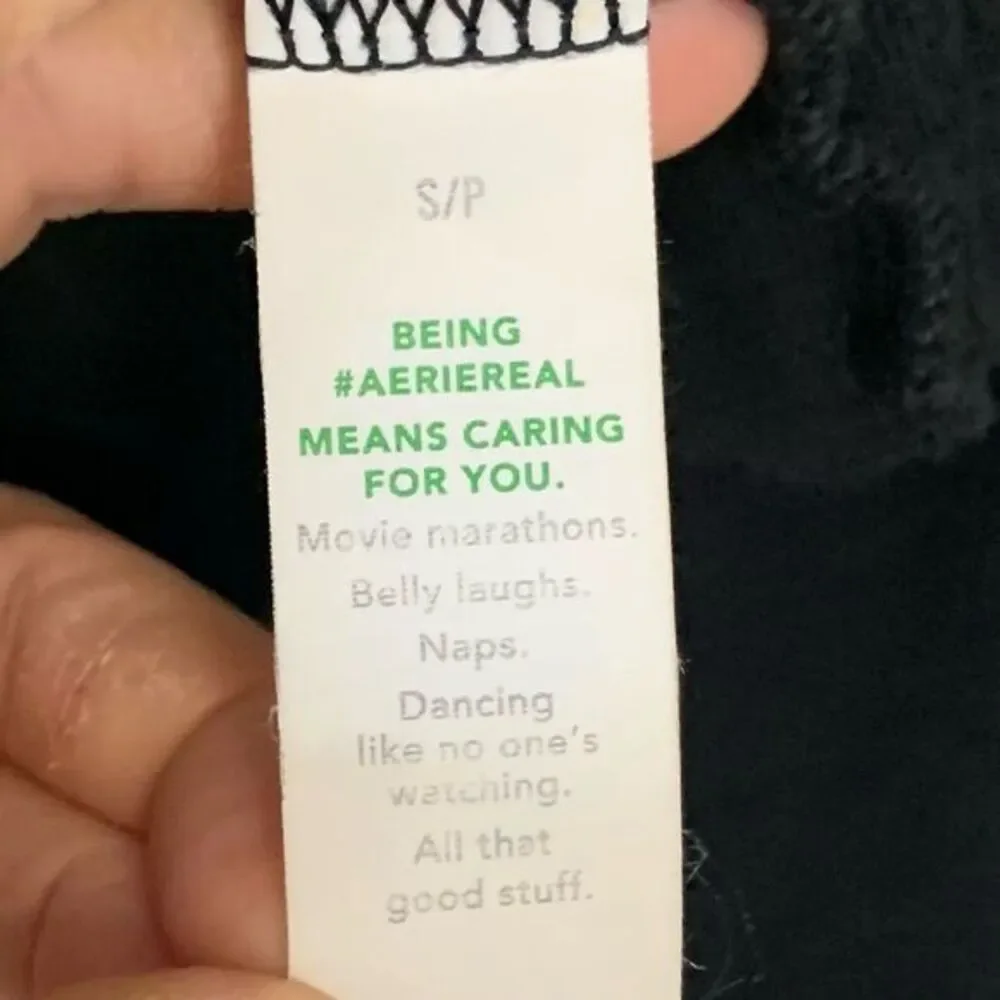 S/P
BEING
#AERIEREAL
MEANS CARING
FOR YOU.
Movie marathons.
Belly laughs.
Naps.
Dancing
like no one's
watching.
All that
good stuff.